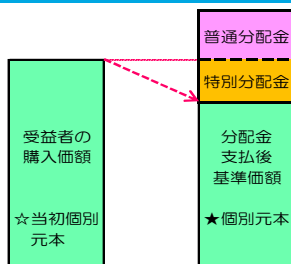 普通分配金
特別分配金
受益者の
購入価額
☆当初個別
元本
分配金
支払後
基準価額
★個別元本